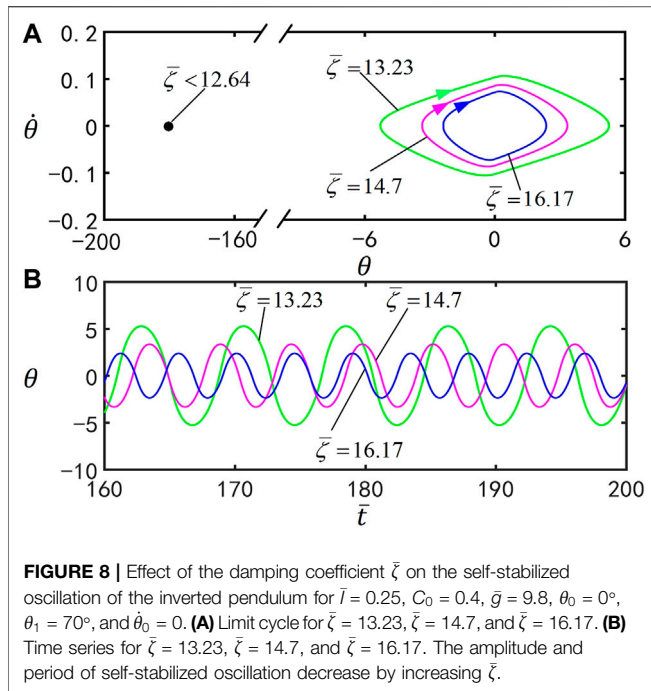 A
0.2
0.1
0
-0.1
-0.2
θ̇
ζ̄ <12.64
ζ̄ =13.23
ζ̄ =14.7
ζ̄ =16.17
-200
-160
-6
0
6
θ
B
10
5
0
-5
-10
θ
ζ̄ =13.23
ζ̄ =14.7
ζ̄ =16.17
160
170
180
190
200
t̄
FIGURE 8 | Effect of the damping coefficient ζ̄ on the self-stabilized
oscillation of the inverted pendulum for l̄ = 0.25, C₀ = 0.4, ḡ = 9.8, θ₀ = 0°,
θ₁ = 70°, and θ̇₀ = 0. (A) Limit cycle for ζ̄ = 13.23, ζ̄ = 14.7, and ζ̄ = 16.17. (B)
Time series for ζ̄ = 13.23, ζ̄ = 14.7, and ζ̄ = 16.17. The amplitude and
period of self-stabilized oscillation decrease by increasing ζ̄.